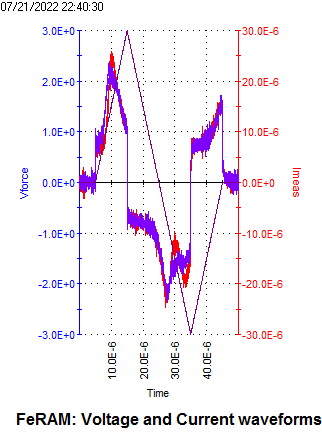 07/21/2022 22:40:30
3.0E+0
2.0E+0
1.0E+0
0.0E+0
-1.0E+0
-2.0E+0
-3.0E+0
Vforce
30.0E-6
20.0E-6
10.0E-6
0.0E+0
-10.0E-6
-20.0E-6
-30.0E-6
Imeas
10.0E-6
20.0E-6
30.0E-6
40.0E-6
Time
FeRAM: Voltage and Current waveforms